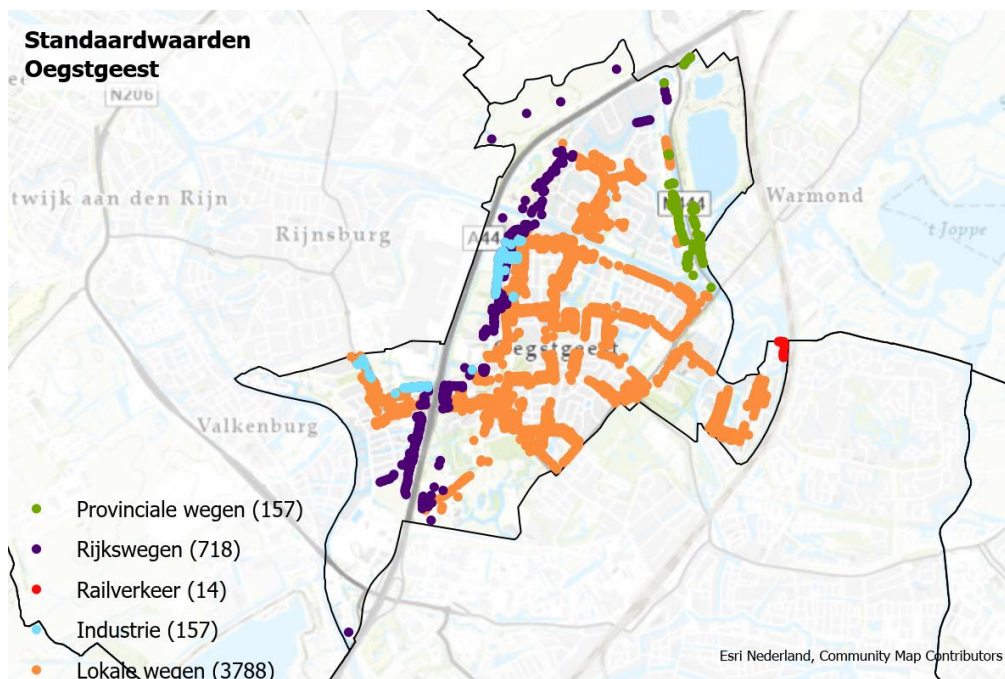 Standaardwaarden
Oegstgeest
N206
twijk aan den Rijn
Rijnsburg
A44
N444
Warmond
't Joppe
Oegstgeest
Valkenburg
Provinciale wegen (157)
Rijkswegen (718)
Railverkeer (14)
Industrie (157)
Lokale wegen (3788)
Esri Nederland, Community Map Contributors